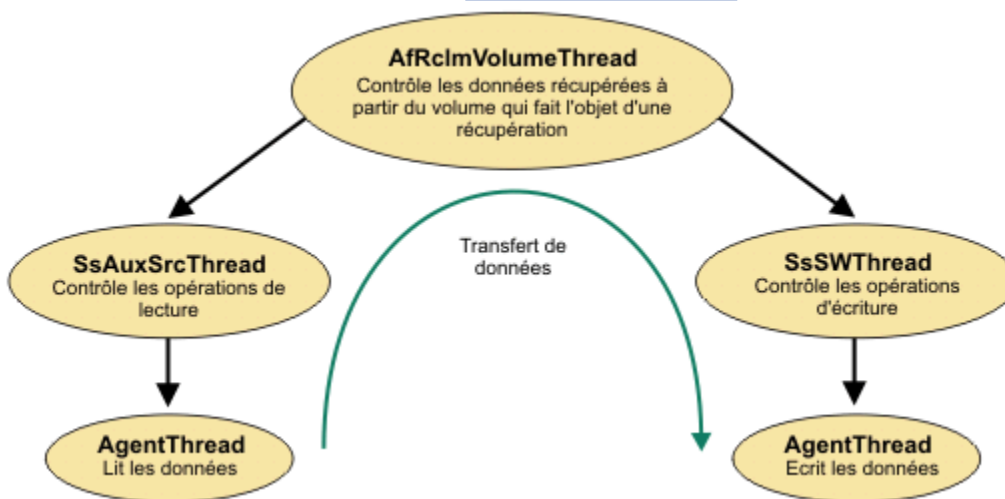 AfRclmVolumeThread
Contrôle les données récupérées à
partir du volume qui fait l'objet d'une
récupération
SsAuxSrcThread
Contrôle les opérations de
lecture
Transfert de
données
SsSWThread
Contrôle les opérations
d'écriture
AgentThread
Lit les données
AgentThread
Ecrit les données